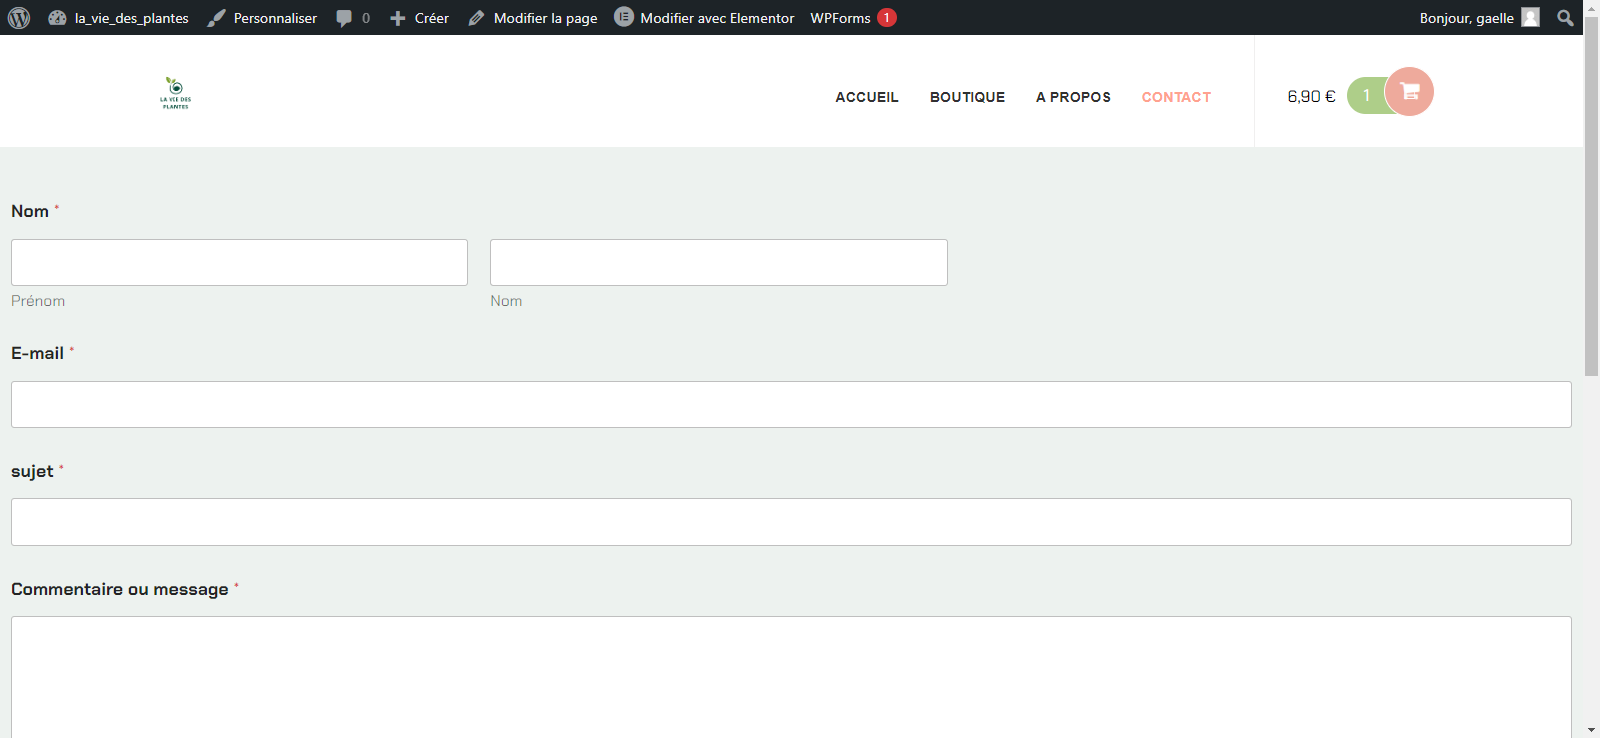 la_vie_des_plantes Personnaliser 0 Créer Modifier la page Modifier avec Elementor WPForms 1 Bonjour, gaelle
LA VIE DES
PLANTES
ACCUEIL BOUTIQUE A PROPOS CONTACT 6,90 € 1
Nom *
Prénom Nom
E-mail *
sujet *
Commentaire ou message *